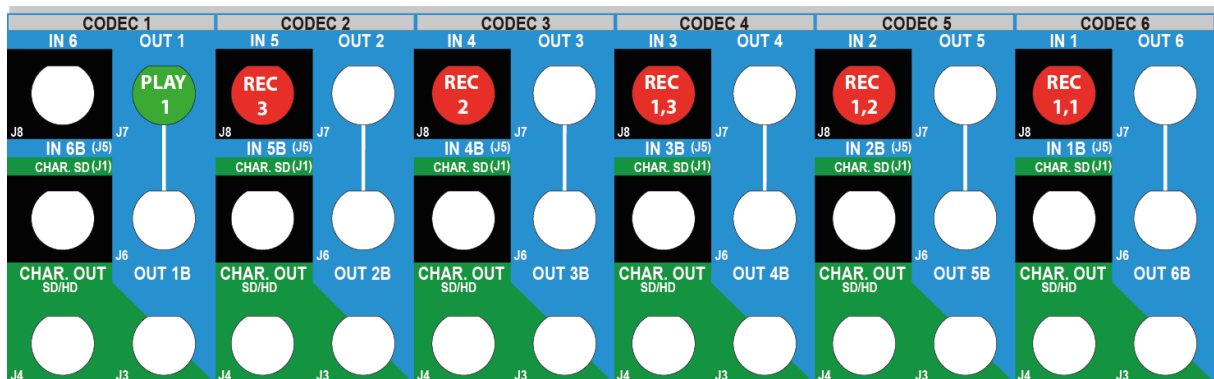 CODEC 1 CODEC 2 CODEC 3 CODEC 4 CODEC 5 CODEC 6
IN 6 OUT 1 IN 5 OUT 2 IN 4 OUT 3 IN 3 OUT 4 IN 2 OUT 5 IN 1 OUT 6
PLAY REC REC REC REC REC
1 3 2 1,3 1,2 1,1
J8 J7 J8 J7 J8 J7 J8 J7 J8 J7 J8 J7
IN 6B (J5) IN 5B (J5) IN 4B (J5) IN 3B (J5) IN 2B (J5) IN 1B (J5)
CHAR. SD (J1) CHAR. SD (J1) CHAR. SD (J1) CHAR. SD (J1) CHAR. SD (J1) CHAR. SD (J1)
J6 J6 J6 J6 J6 J6
CHAR. OUT OUT 1B CHAR. OUT OUT 2B CHAR. OUT OUT 3B CHAR. OUT OUT 4B CHAR. OUT OUT 5B CHAR. OUT OUT 6B
SD/HD SD/HD SD/HD SD/HD SD/HD SD/HD
J4 J3 J4 J3 J4 J3 J4 J3 J4 J3 J4 J3